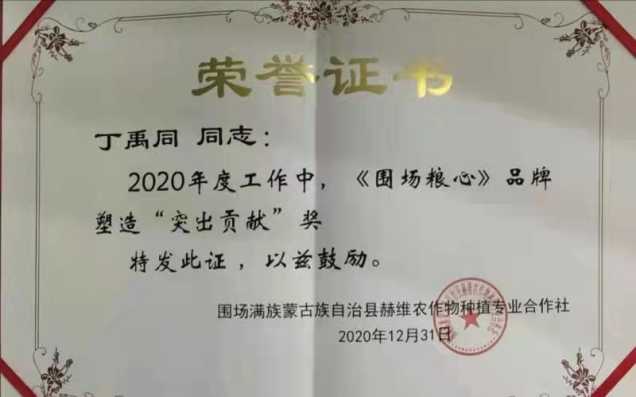 荣誉证书
丁禹同 同志：
2020年度工作中，《围场粮心》品牌
塑造“突出贡献”奖
特发此证，以兹鼓励。
围场满族蒙古族自治县赫维农作物种植专业合作社
2020年12月31日